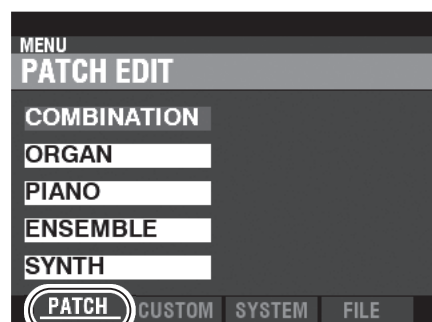 MENU
PATCH EDIT
COMBINATION
ORGAN
PIANO
ENSEMBLE
SYNTH
PATCH CUSTOM SYSTEM FILE